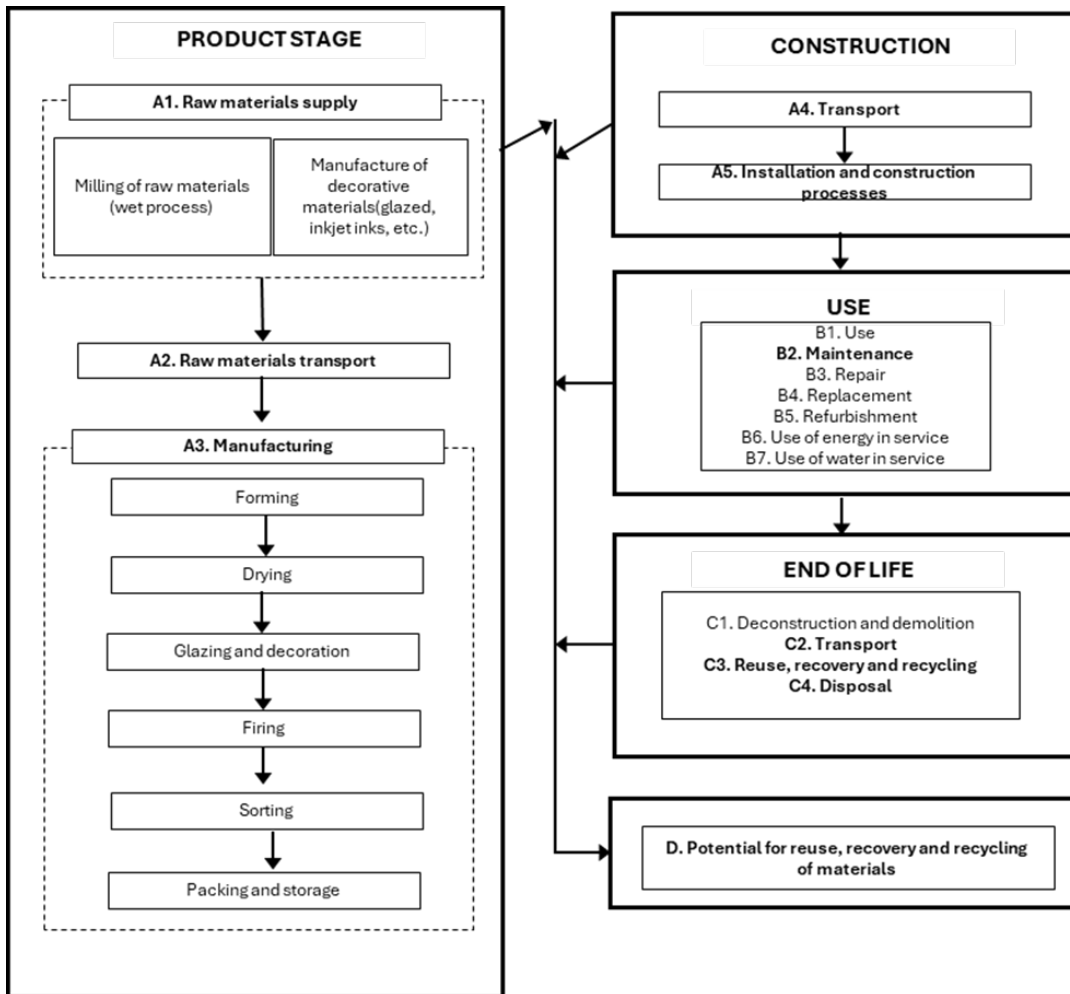 PRODUCT STAGE
A1. Raw materials supply
Milling of raw materials
(wet process)
Manufacture of
decorative
materials(glazed,
inkjet inks, etc.)
A2. Raw materials transport
A3. Manufacturing
Forming
Drying
Glazing and decoration
Firing
Sorting
Packing and storage
CONSTRUCTION
A4. Transport
A5. Installation and construction
processes
USE
B1. Use
B2. Maintenance
B3. Repair
B4. Replacement
B5. Refurbishment
B6. Use of energy in service
B7. Use of water in service
END OF LIFE
C1. Deconstruction and demolition
C2. Transport
C3. Reuse, recovery and recycling
C4. Disposal
D. Potential for reuse, recovery and recycling
of materials